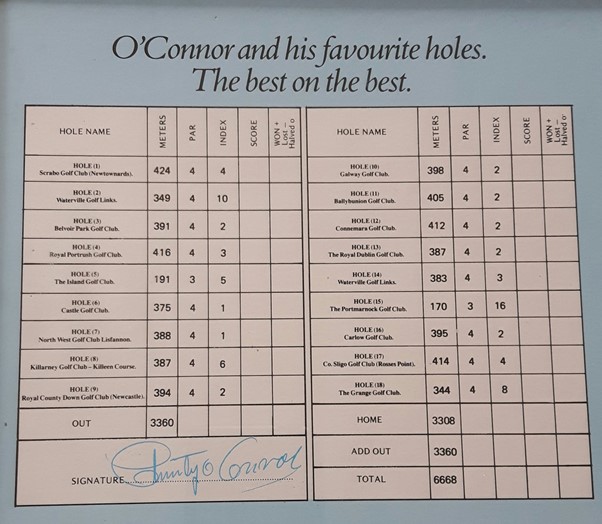 O'Connor and his favourite holes.
The best on the best.
HOLE NAME METERS PAR INDEX SCORE WON + Lost – Halved o
HOLE (1)
Scrabo Golf Club (Newtownards). 424 4 4
HOLE (2)
Waterville Golf Links. 349 4 10
HOLE (3)
Belvoir Park Golf Club. 391 4 2
HOLE (4)
Royal Portrush Golf Club. 416 4 3
HOLE (5)
The Island Golf Club. 191 3 5
HOLE (6)
Castle Golf Club. 375 4 1
HOLE (7)
North West Golf Club Lisfannon. 388 4 1
HOLE (8)
Killarney Golf Club – Killeen Course. 387 4 6
HOLE (9)
Royal County Down Golf Club (Newcastle). 394 4 2
OUT 3360
SIGNATURE Christy O'Connor
HOLE NAME METERS PAR INDEX SCORE WON + Lost – Halved o
HOLE (10)
Galway Golf Club. 398 4 2
HOLE (11)
Ballybunion Golf Club. 405 4 2
HOLE (12)
Connemara Golf Club. 412 4 2
HOLE (13)
The Royal Dublin Golf Club. 387 4 2
HOLE (14)
Waterville Golf Links. 383 4 3
HOLE (15)
The Portmarnock Golf Club. 170 3 16
HOLE (16)
Carlow Golf Club. 395 4 2
HOLE (17)
Co. Sligo Golf Club (Rosses Point). 414 4 4
HOLE (18)
The Grange Golf Club. 344 4 8
HOME 3308
ADD OUT 3360
TOTAL 6668